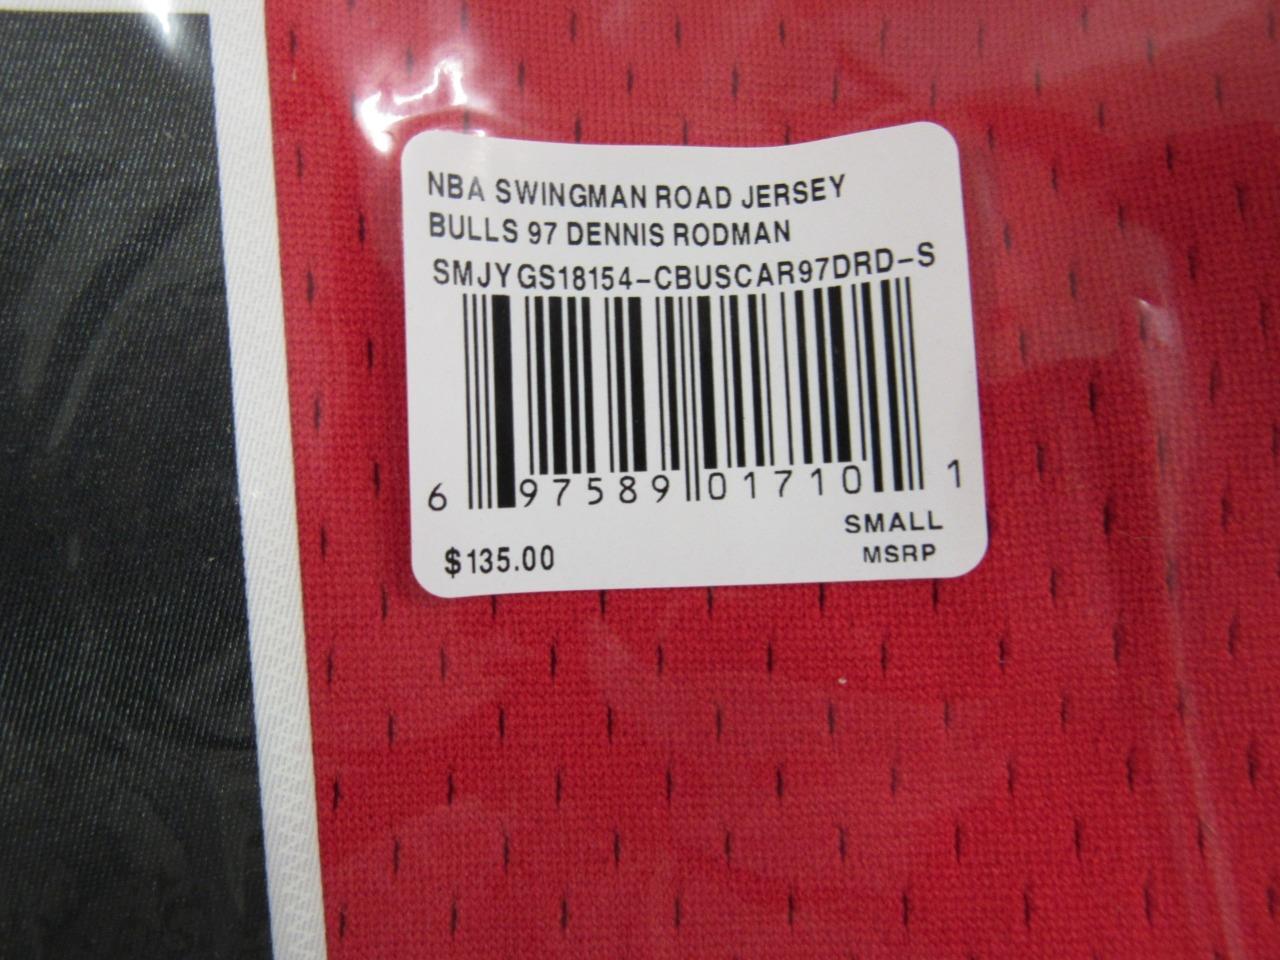 NBA SWINGMAN ROAD JERSEY
BULLS 97 DENNIS RODMAN
SMJYGS18154-CBUSCAR97DRD-S
6 97589 01710 1
SMALL
$135.00 MSRP